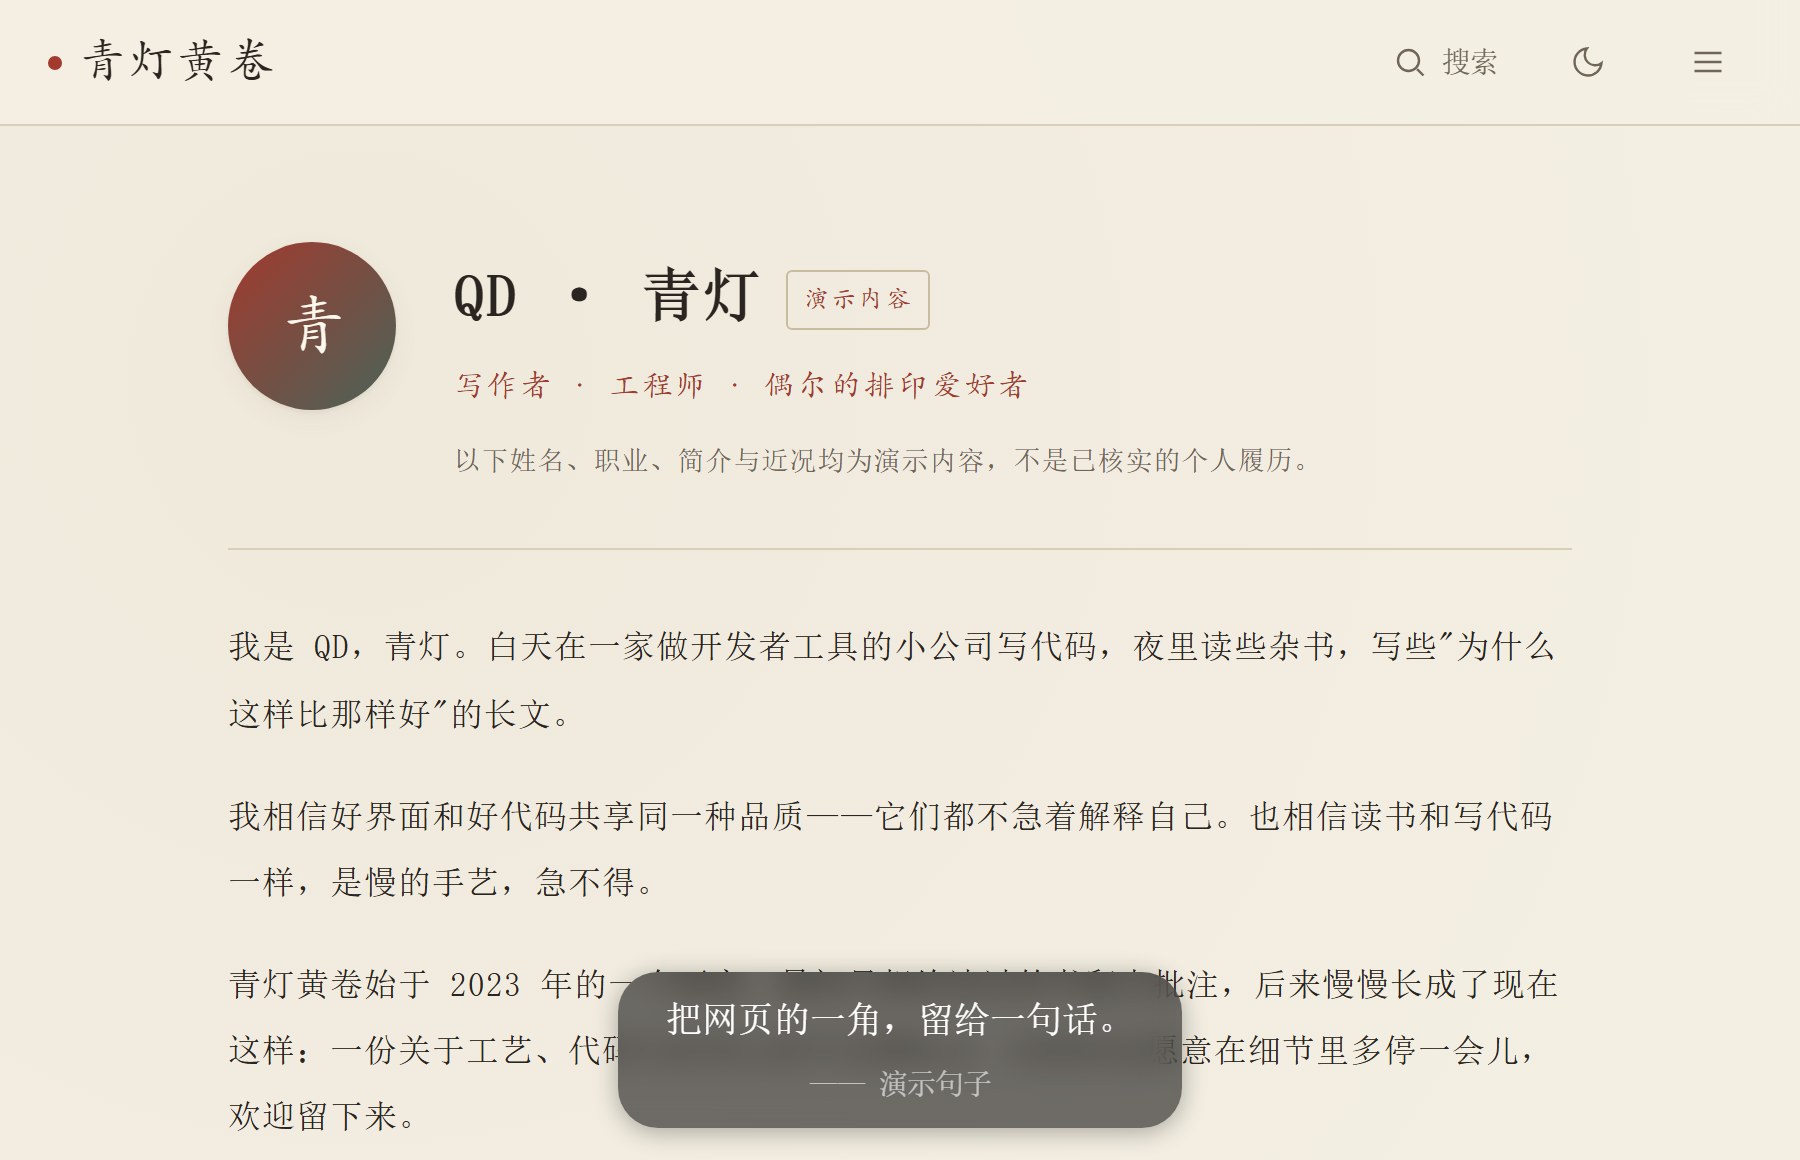 青灯黄卷
搜索
青
QD · 青灯
演示内容
写作者 · 工程师 · 偶尔的排印爱好者
以下姓名、职业、简介与近况均为演示内容，不是已核实的个人履历。
我是 QD，青灯。白天在一家做开发者工具的小公司写代码，夜里读些杂书，写些"为什么
这样比那样好"的长文。
我相信好界面和好代码共享同一种品质——它们都不急着解释自己。也相信读书和写代码
一样，是慢的手艺，急不得。
青灯黄卷始于 2023 年的一 批注，后来慢慢长成了现在
这样：一份关于工艺、代码 愿意在细节里多停一会儿，
欢迎留下来。
把网页的一角，留给一句话。
—— 演示句子